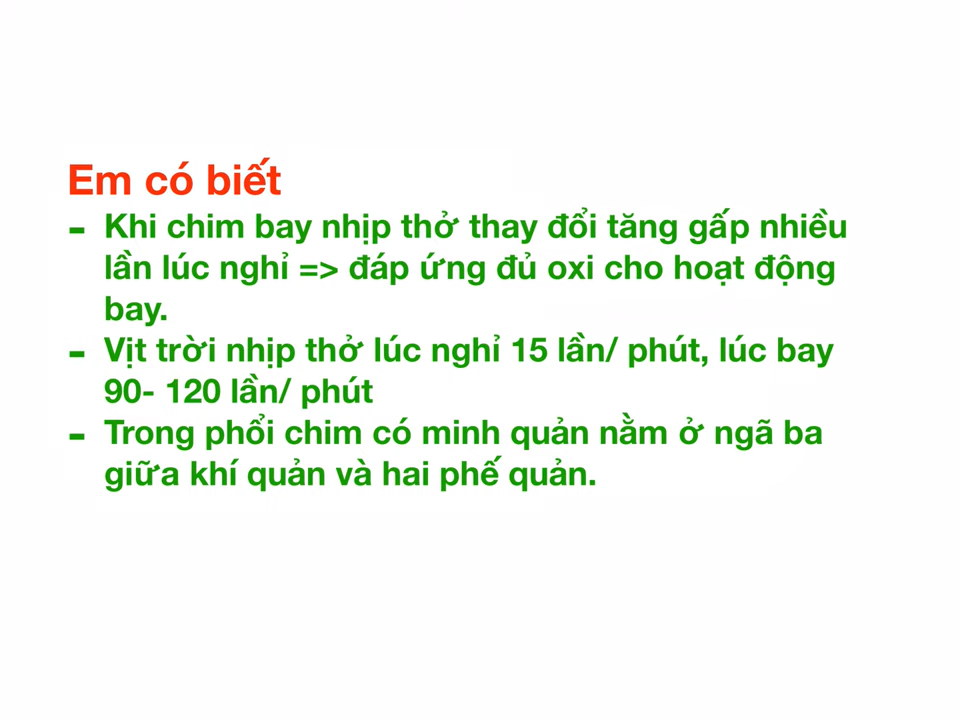 Em có biết
- Khi chim bay nhịp thở thay đổi tăng gấp nhiều
lần lúc nghỉ => đáp ứng đủ oxi cho hoạt động
bay.
- Vịt trời nhịp thở lúc nghỉ 15 lần/ phút, lúc bay
90- 120 lần/ phút
- Trong phổi chim có minh quản nằm ở ngã ba
giữa khí quản và hai phế quản.